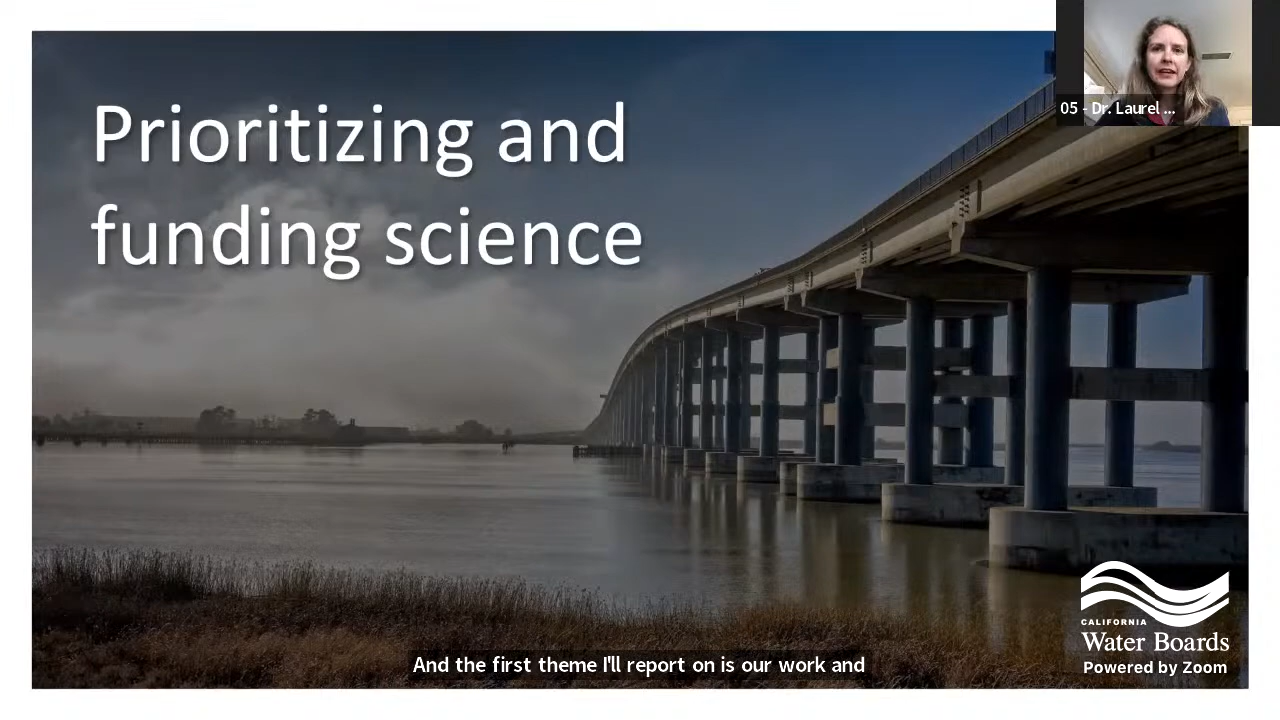 Prioritizing and
funding science
05 - Dr. Laurel ...
CALIFORNIA
Water Boards
Powered by Zoom
And the first theme I'll report on is our work and